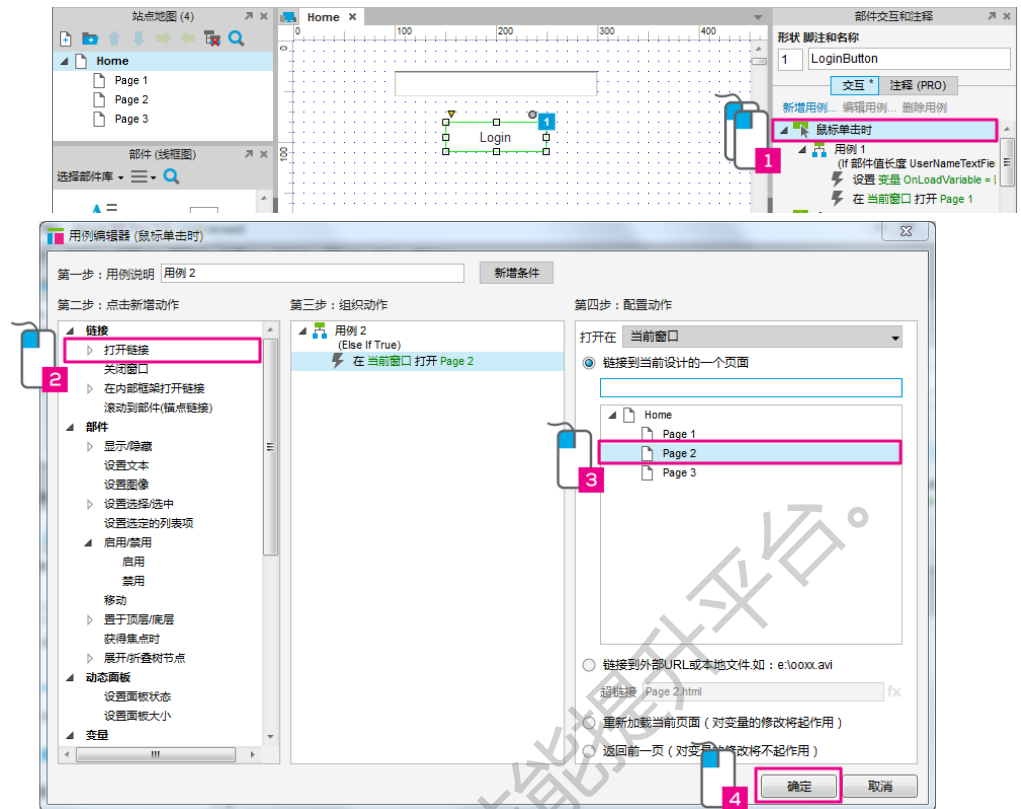 站点地图 (4)
Home
Page 1
Page 2
Page 3
部件 (线框图)
选择部件库
Home
0 100 200 300 400
0
100
Login
1
部件交互和注释
形状 脚注和名称
1 LoginButton
交互 * 注释 (PRO)
新增用例... 编辑用例... 删除用例
鼠标单击时
用例 1
(If 部件值长度 UserNameTextFie
设置 变量 OnLoadVariable =
在 当前窗口 打开 Page 1
1
用例编辑器 (鼠标单击时)
第一步：用例说明 用例 2 新增条件
第二步：点击新增动作
链接
打开链接
关闭窗口
在内部框架打开链接
滚动到部件(锚点链接)
部件
显示/隐藏
设置文本
设置图像
设置选择/选中
设置选定的列表项
启用/禁用
启用
禁用
移动
置于顶层/底层
获得焦点时
展开/折叠树节点
动态面板
设置面板状态
设置面板大小
变量
2
第三步：组织动作
用例 2
(Else If True)
在 当前窗口 打开 Page 2
第四步：配置动作
打开在 当前窗口
链接到当前设计的一个页面
Home
Page 1
Page 2
Page 3
3
链接到外部URL或本地文件.如：e:\ooxx.avi
超链接 Page 2.html fx
重新加载当前页面（对变量的修改将起作用）
返回前一页（对变量的修改将不起作用）
确定 取消
4
能提升平台。